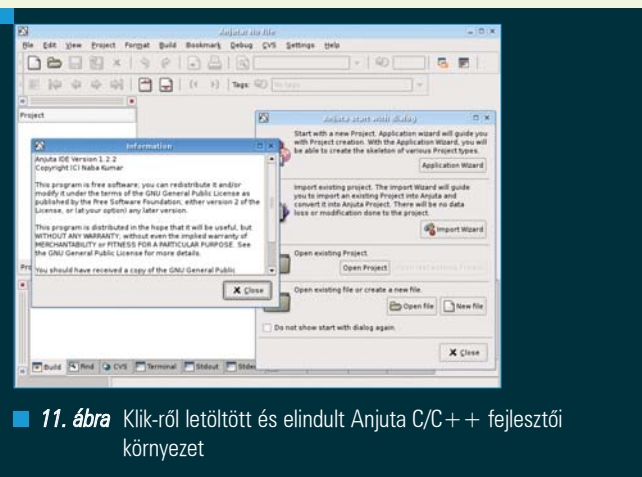 Anjuta: No file
File Edit View Project Format Build Bookmark Debug CVS Settings Help
Tags:
Project
Anjuta start with dialog
Start with a new Project. Application wizard will guide you
with Project creation. With the Application Wizard, you will
be able to create the skeleton of various Project types.
Application Wizard
Import existing project. The Import Wizard will guide
you to import an existing Project into Anjuta and
convert it into Anjuta Project. There will be no data
loss or modification done to the project.
Import Wizard
Open existing Project.
Open Project
Open existing file or create a new file.
Open file New file
Do not show start with dialog again.
Close
Information
Anjuta IDE Version 1.2.2
Copyright (C) Naba Kumar
This program is free software; you can redistribute it and/or
modify it under the terms of the GNU General Public License as
published by the Free Software Foundation, either version 2 of the
License, or (at your option) any later version.
This program is distributed in the hope that it will be useful, but
WITHOUT ANY WARRANTY, without even the implied warranty of
MERCHANTABILITY or FITNESS FOR A PARTICULAR PURPOSE. See
the GNU General Public License for more details.
You should have received a copy of the GNU General Public
Close
Build Find CVS Terminal Stdout
11. ábra Klik-ről letöltött és elindult Anjuta C/C++ fejlesztői
környezet